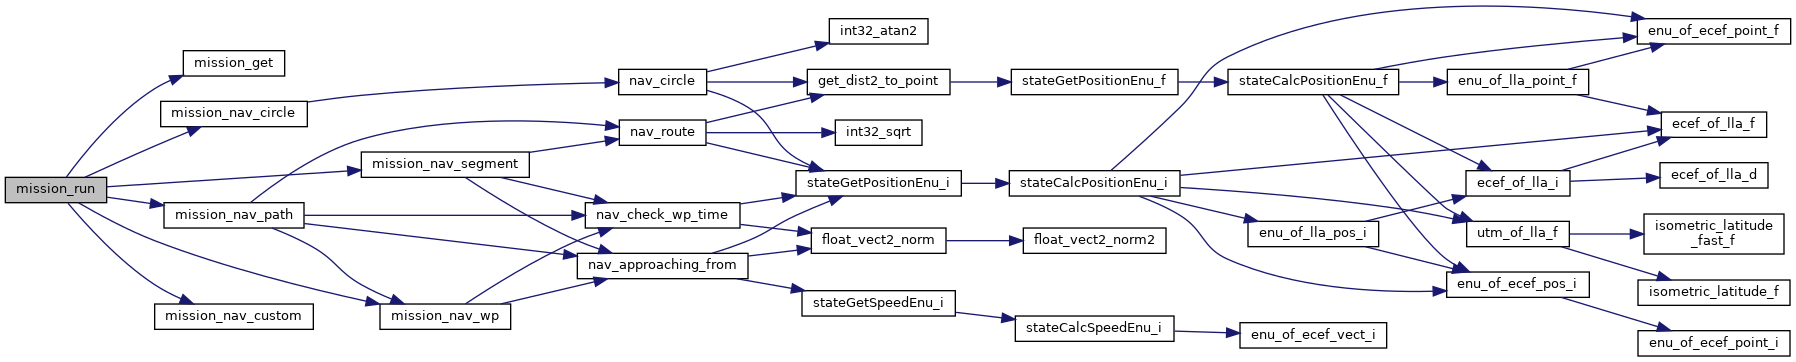 mission_run
mission_get
mission_nav_circle
mission_nav_segment
mission_nav_path
mission_nav_custom
mission_nav_wp
nav_circle
nav_route
nav_check_wp_time
nav_approaching_from
int32_atan2
get_dist2_to_point
int32_sqrt
stateGetPositionEnu_i
float_vect2_norm
stateGetSpeedEnu_i
stateGetPositionEnu_f
stateCalcPositionEnu_i
float_vect2_norm2
stateCalcSpeedEnu_i
stateCalcPositionEnu_f
enu_of_lla_pos_i
enu_of_ecef_vect_i
enu_of_lla_point_f
ecef_of_lla_i
utm_of_lla_f
enu_of_ecef_pos_i
enu_of_ecef_point_f
ecef_of_lla_f
ecef_of_lla_d
isometric_latitude
_fast_f
isometric_latitude_f
enu_of_ecef_point_i